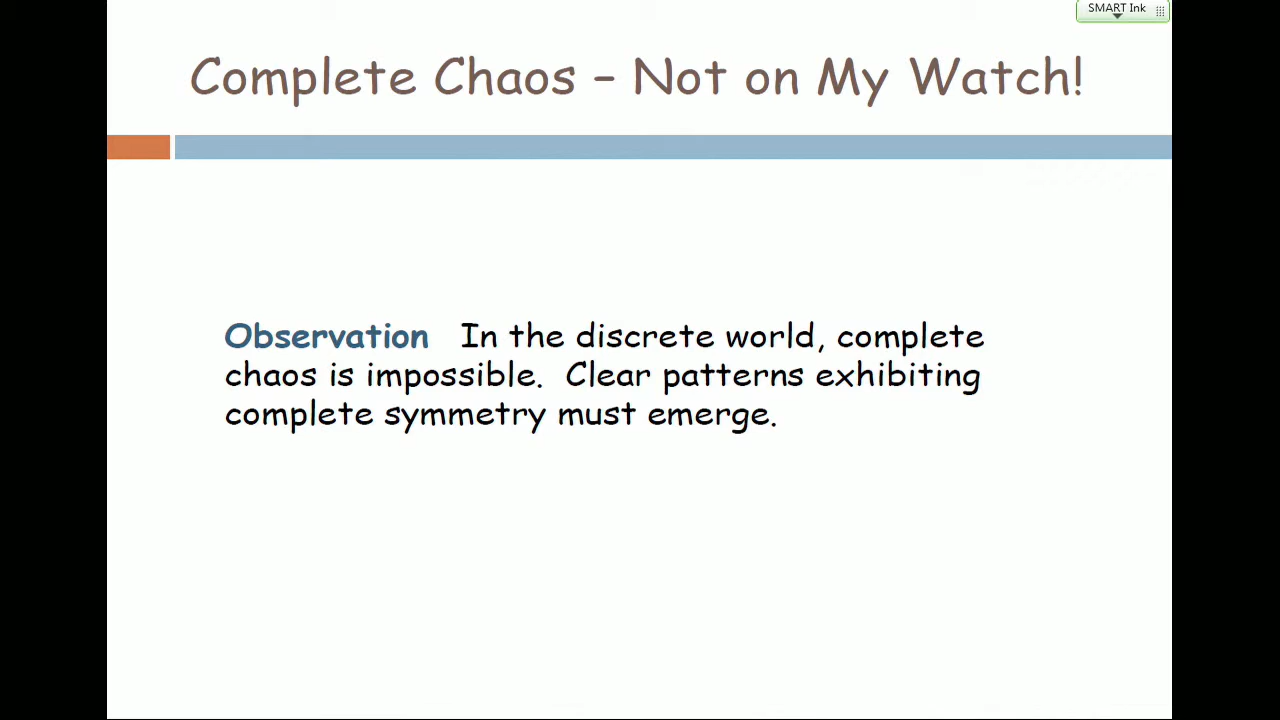 SMART Ink
Complete Chaos – Not on My Watch!
Observation In the discrete world, complete
chaos is impossible. Clear patterns exhibiting
complete symmetry must emerge.